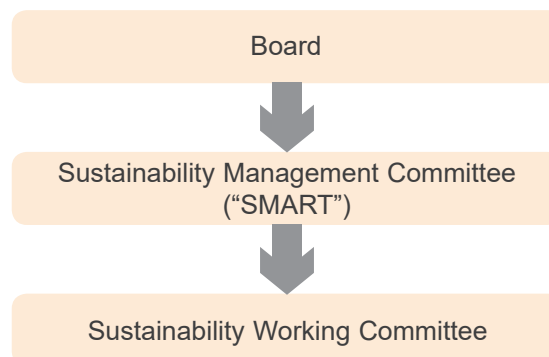 Board
Sustainability Management Committee
(“SMART”)
Sustainability Working Committee